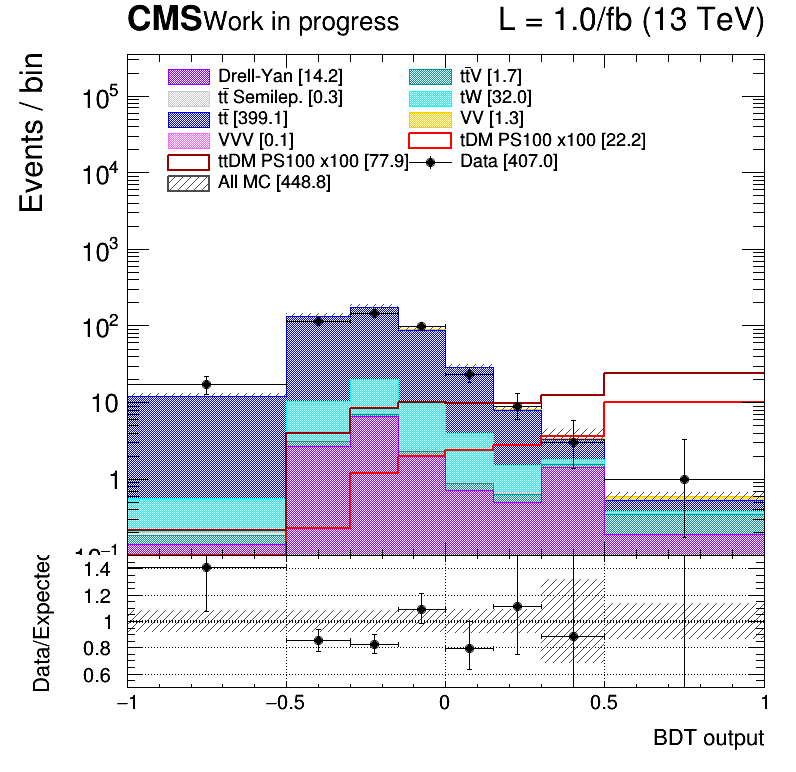 CMS Work in progress L = 1.0/fb (13 TeV)
Events / bin
Drell-Yan [14.2] tt̄V [1.7]
tt̄ Semilep. [0.3] tW [32.0]
tt̄ [399.1] VV [1.3]
VVV [0.1] tDM PS100 x100 [22.2]
ttDM PS100 x100 [77.9] Data [407.0]
All MC [448.8]
10⁵
10⁴
10³
10²
10
1
10⁻¹
Data/Expected
1.4
1.2
1
0.8
0.6
−1 −0.5 0 0.5 1
BDT output